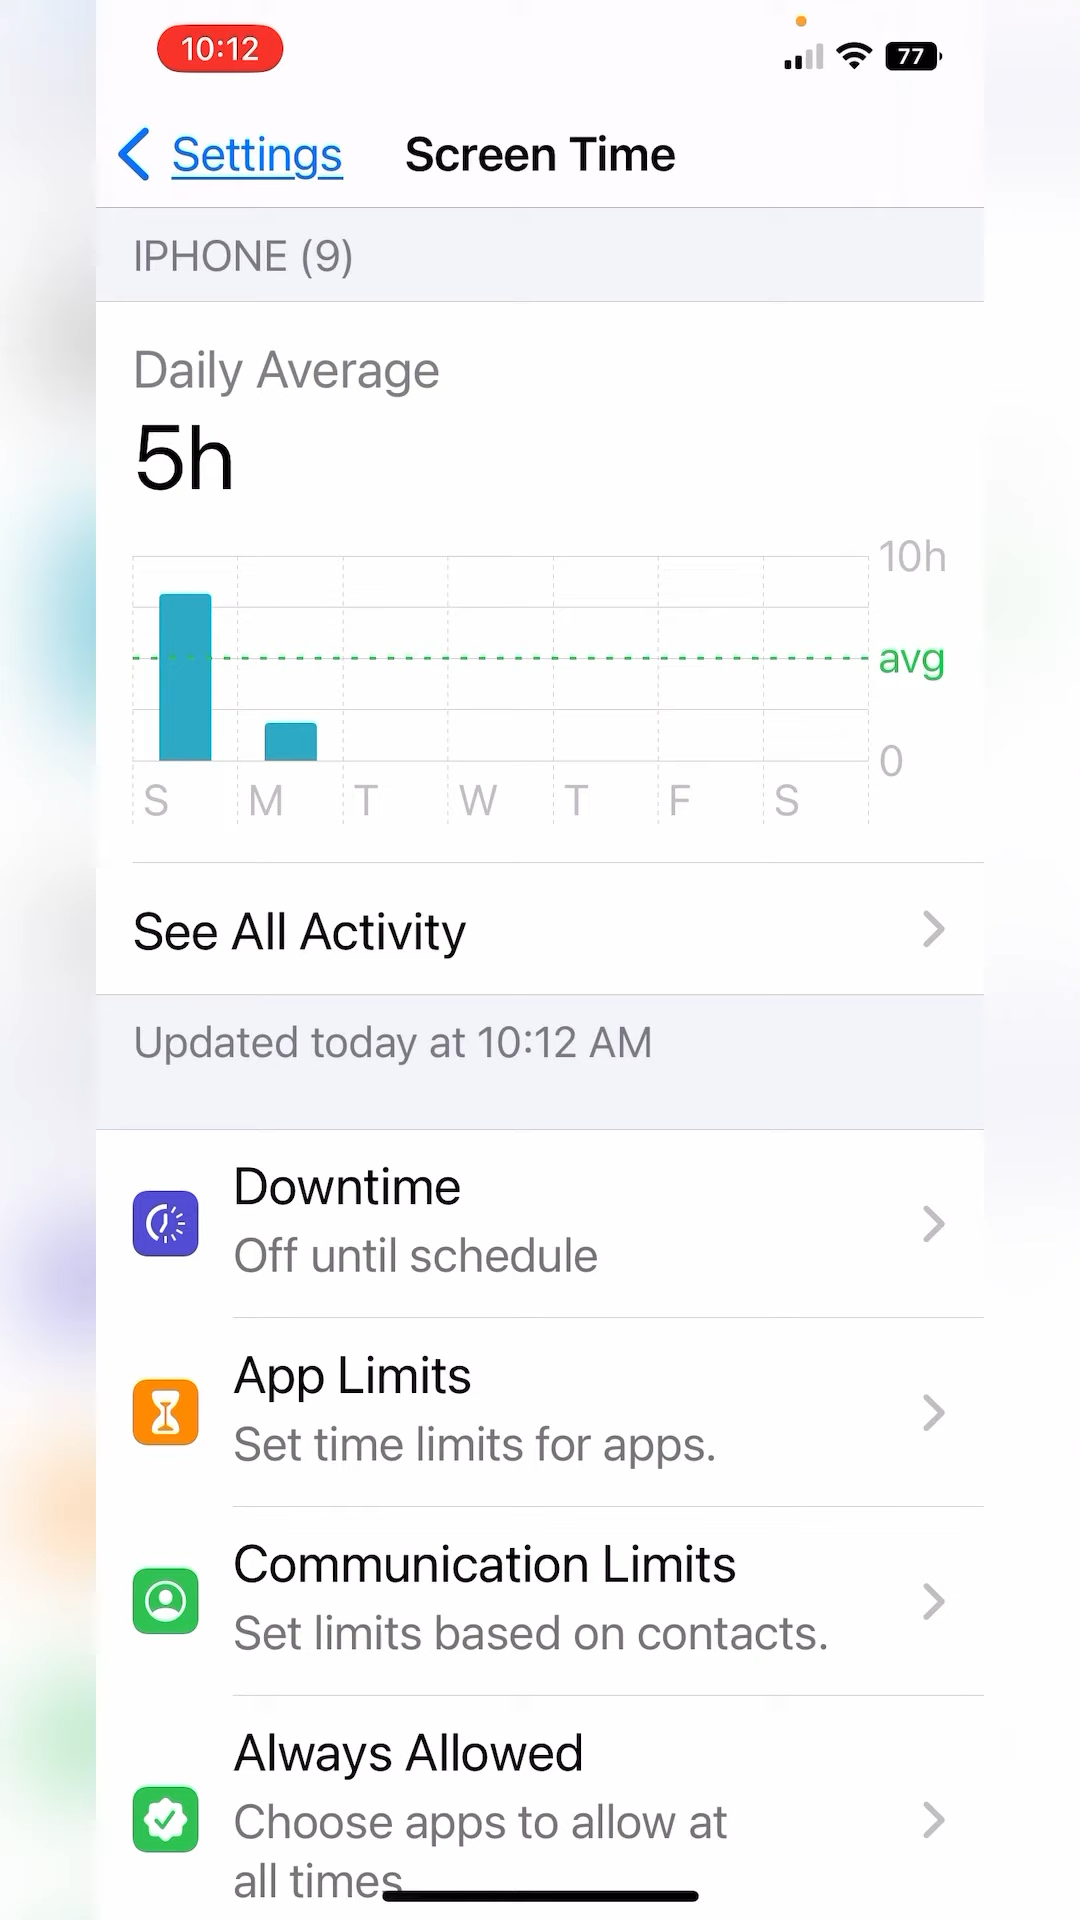 10:12
77
Settings
Screen Time
IPHONE (9)
Daily Average
5h
10h
avg
0
S M T W T F S
See All Activity
Updated today at 10:12 AM
Downtime
Off until schedule
App Limits
Set time limits for apps.
Communication Limits
Set limits based on contacts.
Always Allowed
Choose apps to allow at
all times.